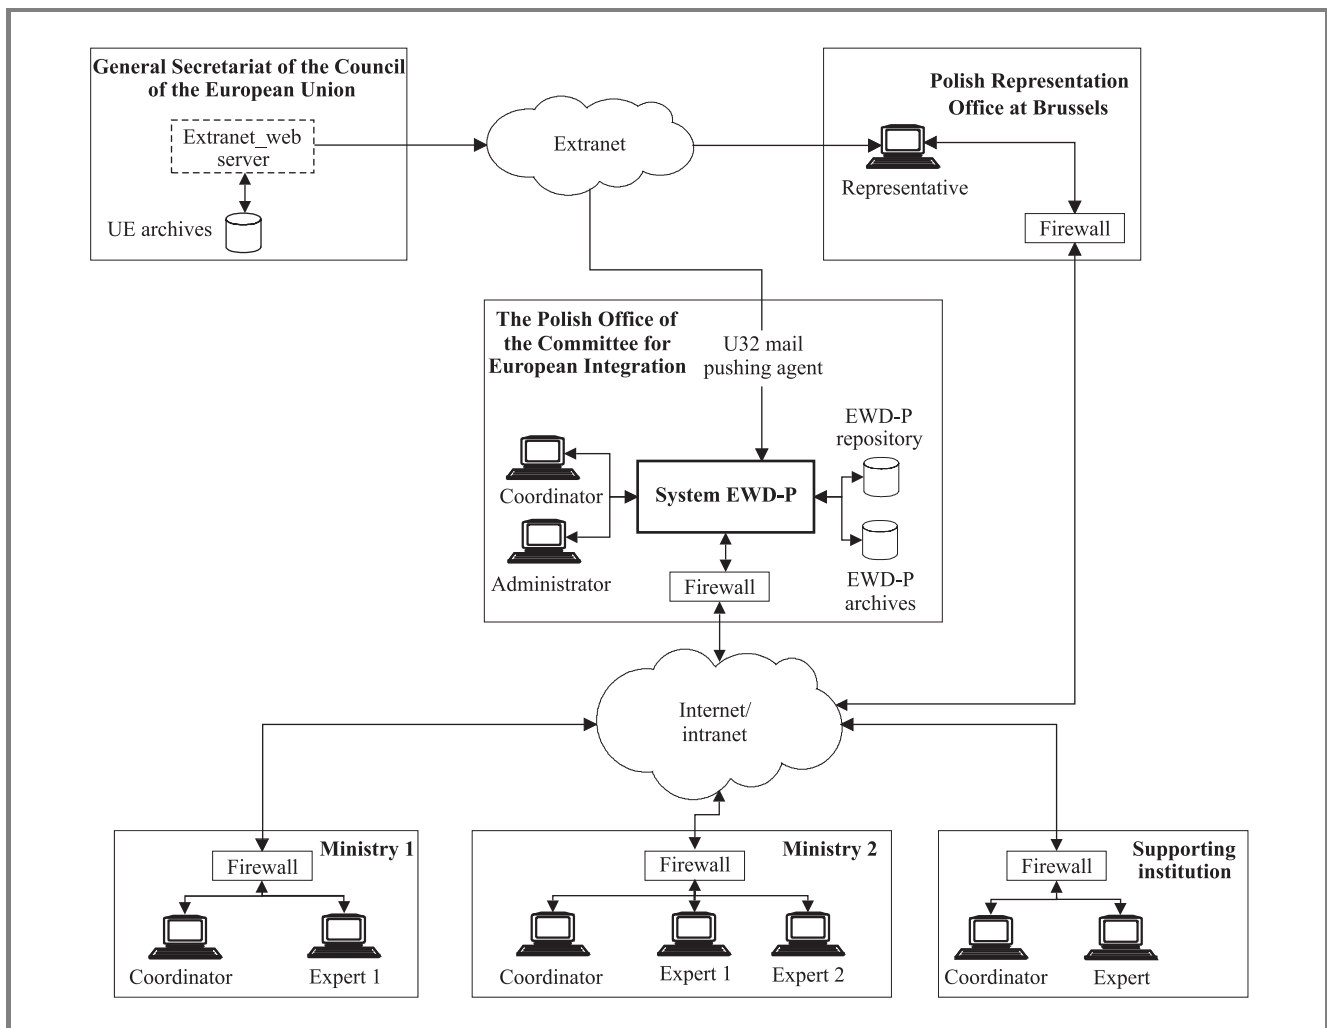 General Secretariat of the Council
of the European Union
Extranet_web
server
UE archives
Extranet
Polish Representation
Office at Brussels
Representative
Firewall
The Polish Office of
the Committee for
European Integration
U32 mail
pushing agent
EWD-P
repository
Coordinator
System EWD-P
Administrator
Firewall
EWD-P
archives
Internet/
intranet
Ministry 1
Firewall
Coordinator
Expert 1
Ministry 2
Firewall
Coordinator
Expert 1
Expert 2
Supporting
institution
Firewall
Coordinator
Expert